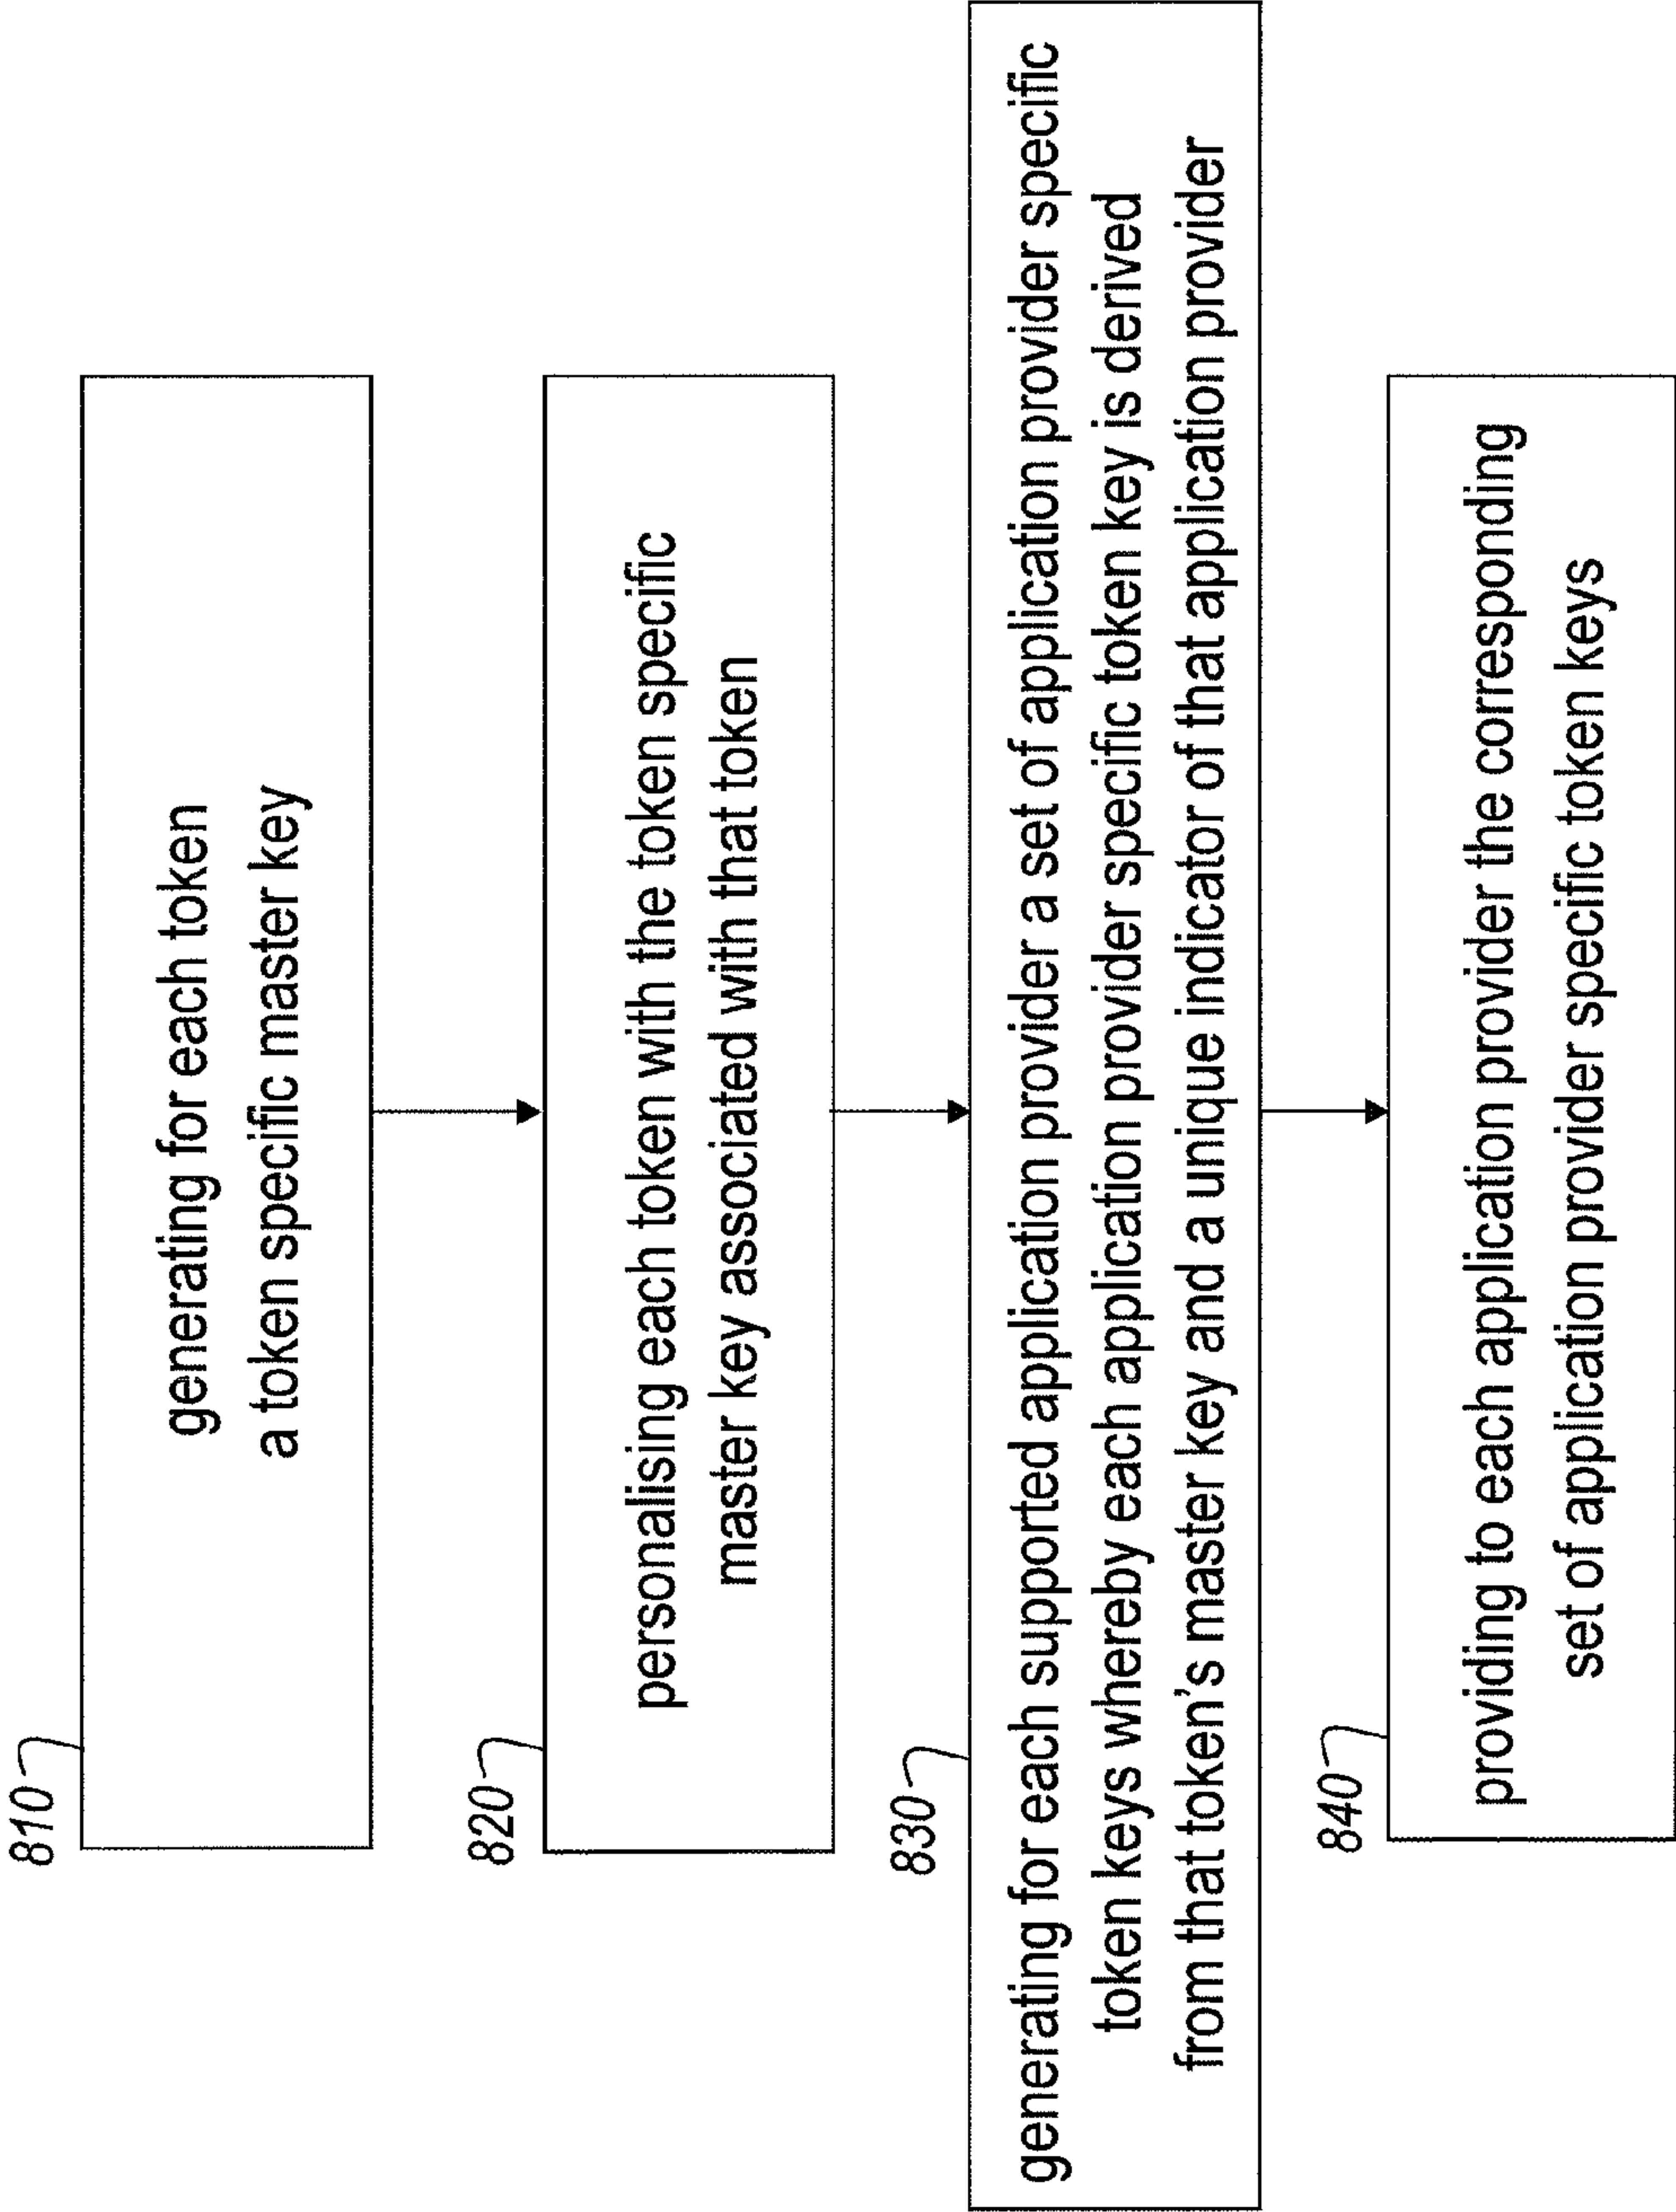 810
generating for each token
a token specific master key
820
personalising each token with the token specific
master key associated with that token
830
generating for each supported application provider a set of application provider specific
token keys whereby each application provider specific token key is derived
from that token's master key and a unique indicator of that application provider
840
providing to each application provider the corresponding
set of application provider specific token keys